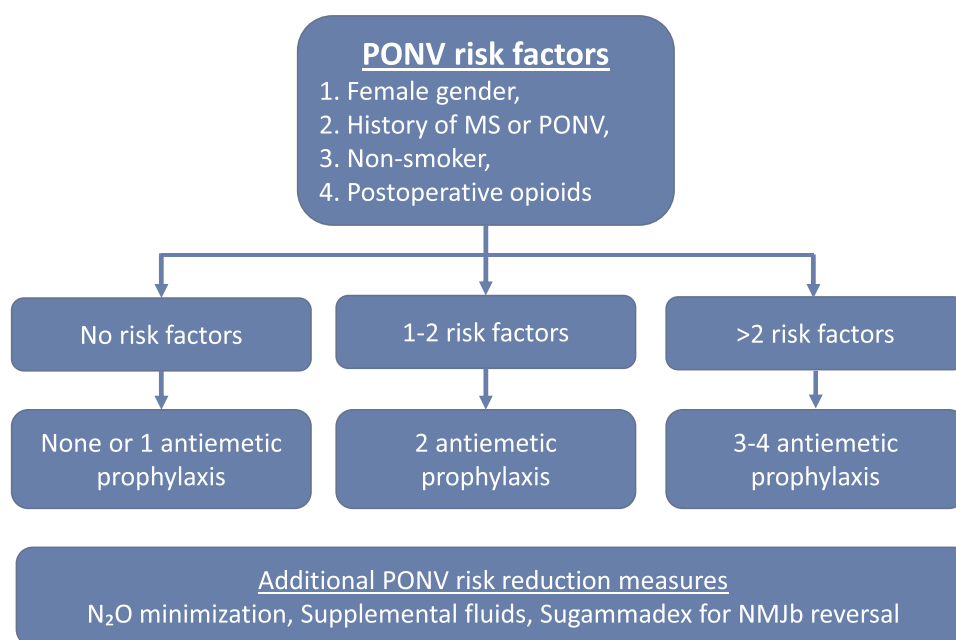 PONV risk factors
1. Female gender,
2. History of MS or PONV,
3. Non-smoker,
4. Postoperative opioids
No risk factors
1-2 risk factors
>2 risk factors
None or 1 antiemetic
prophylaxis
2 antiemetic
prophylaxis
3-4 antiemetic
prophylaxis
Additional PONV risk reduction measures
N₂O minimization, Supplemental fluids, Sugammadex for NMJb reversal